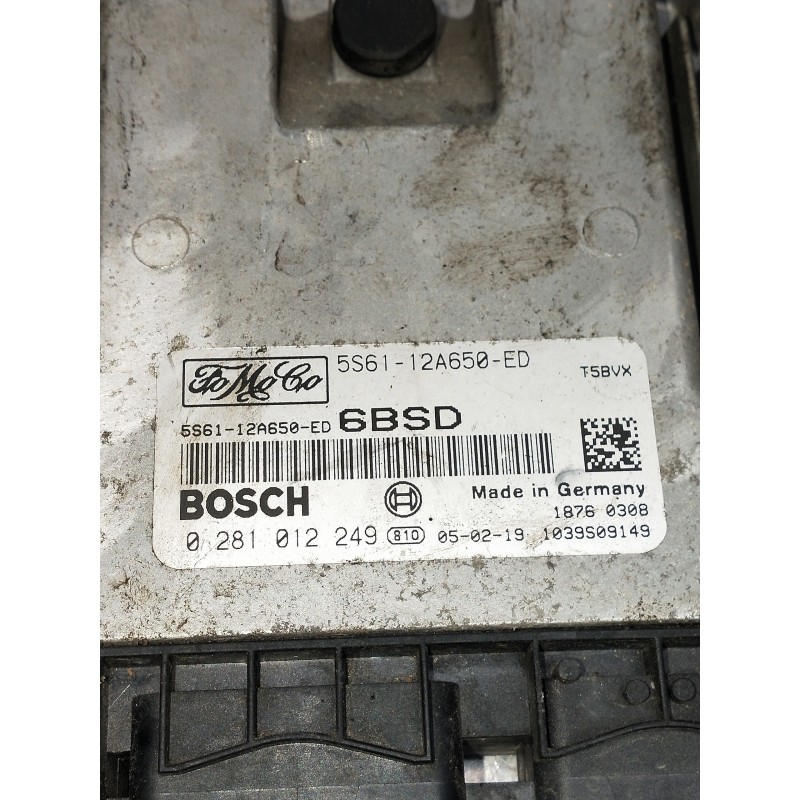 FoMoCo
5S61-12A650-ED
T5BVX
5S61-12A650-ED 6BSD
BOSCH
Made in Germany
1876 0308
0 281 012 249 810 05-02-19 1039S09149